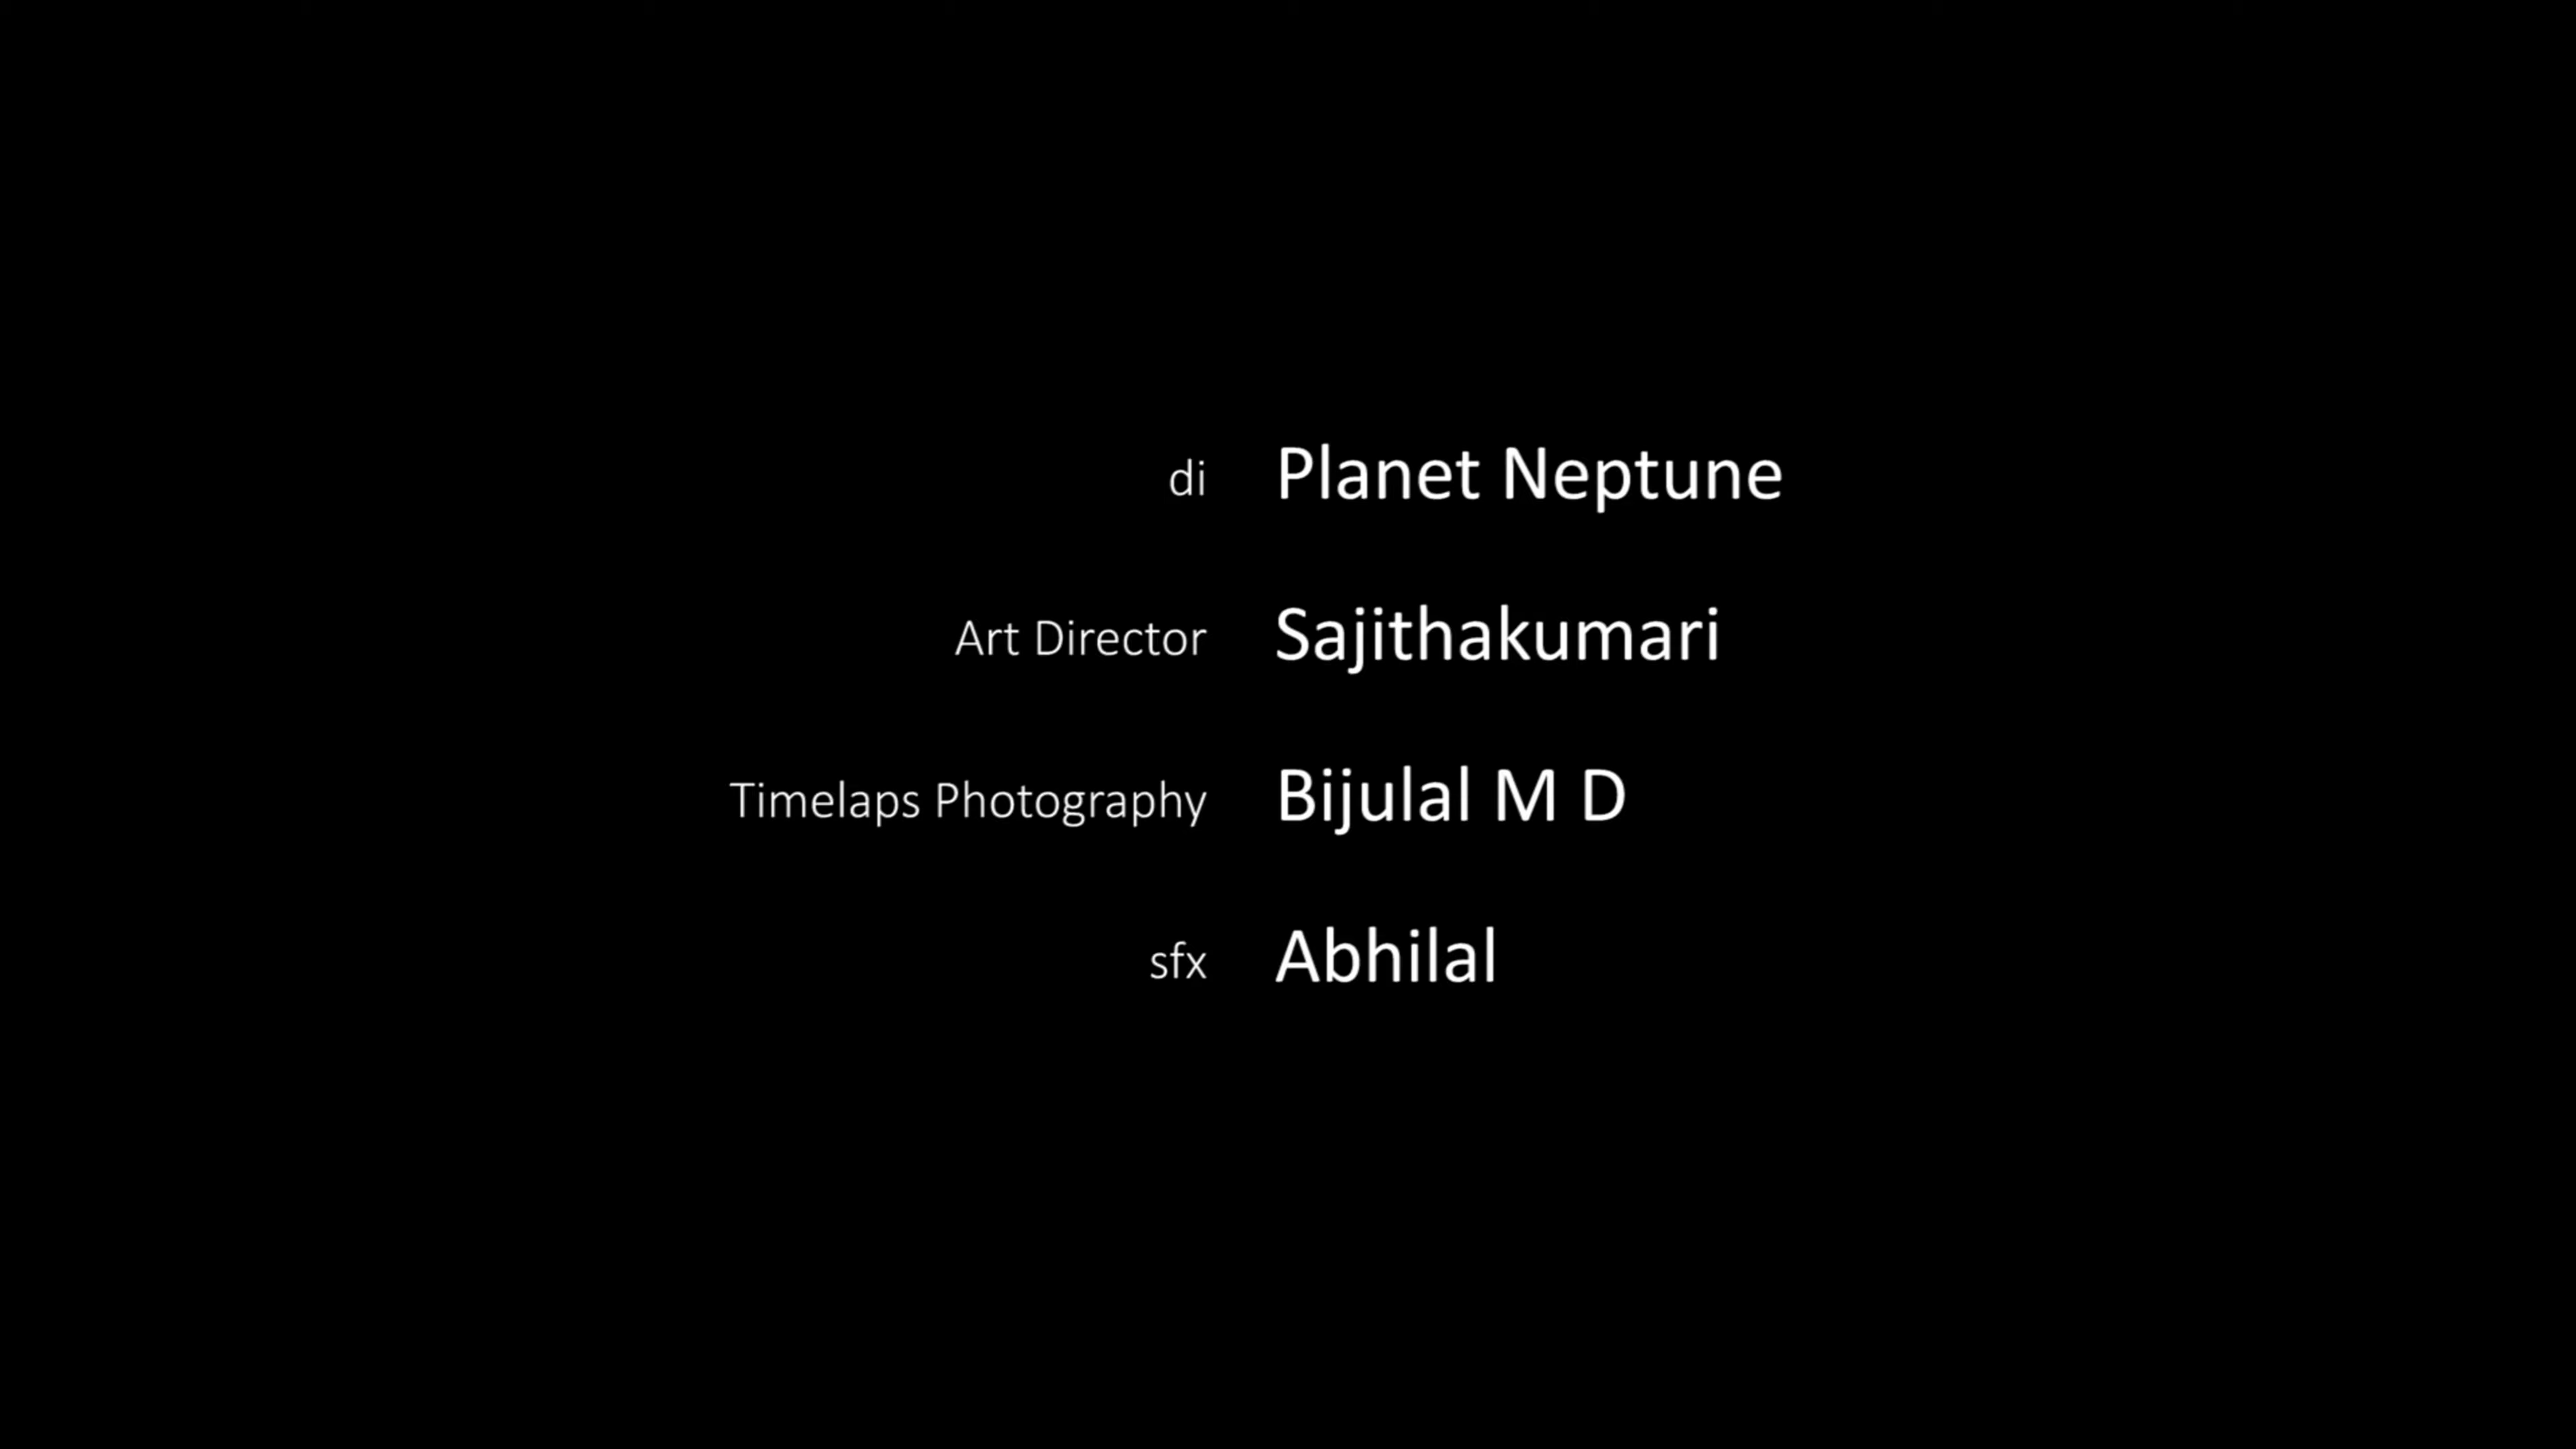 di Planet Neptune
Art Director Sajithakumari
Timelaps Photography Bijulal M D
sfx Abhilal